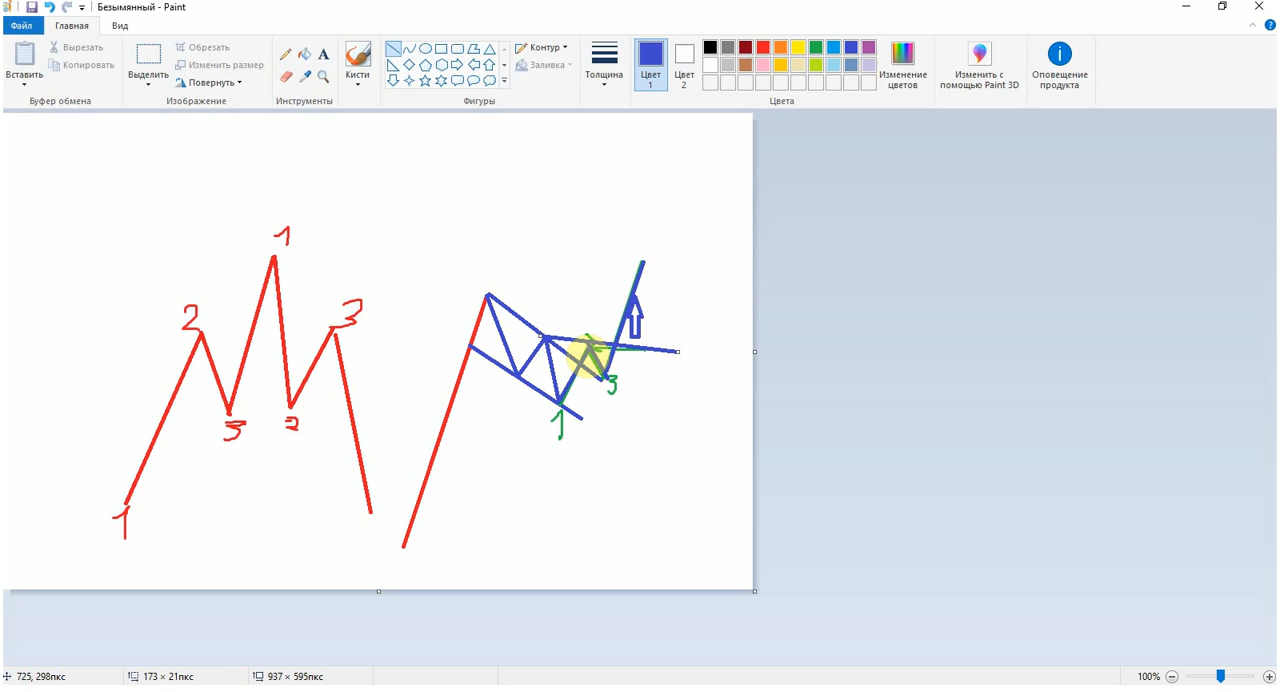 Безымянный - Paint
Файл
Главная
Вид
Вставить
Вырезать
Копировать
Буфер обмена
Выделить
Обрезать
Изменить размер
Повернуть
Изображение
A
Инструменты
Кисти
Контур
Заливка
Фигуры
Толщина
Цвет
1
Цвет
2
Изменение
цветов
Цвета
Изменить с
помощью Paint 3D
Оповещение
продукта
1
2
3
1
2
3
1
3
725, 298пкс
173 × 21пкс
937 × 595пкс
100%